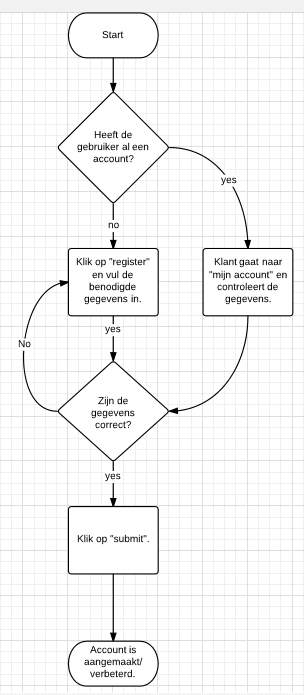 Start
Heeft de
gebruiker al een
account?
yes
no
Klik op "register"
en vul de
benodigde
gegevens in.
Klant gaat naar
"mijn account" en
controleert de
gegevens.
yes
No
Zijn de
gegevens
correct?
yes
Klik op "submit".
Account is
aangemaakt/
verbeterd.